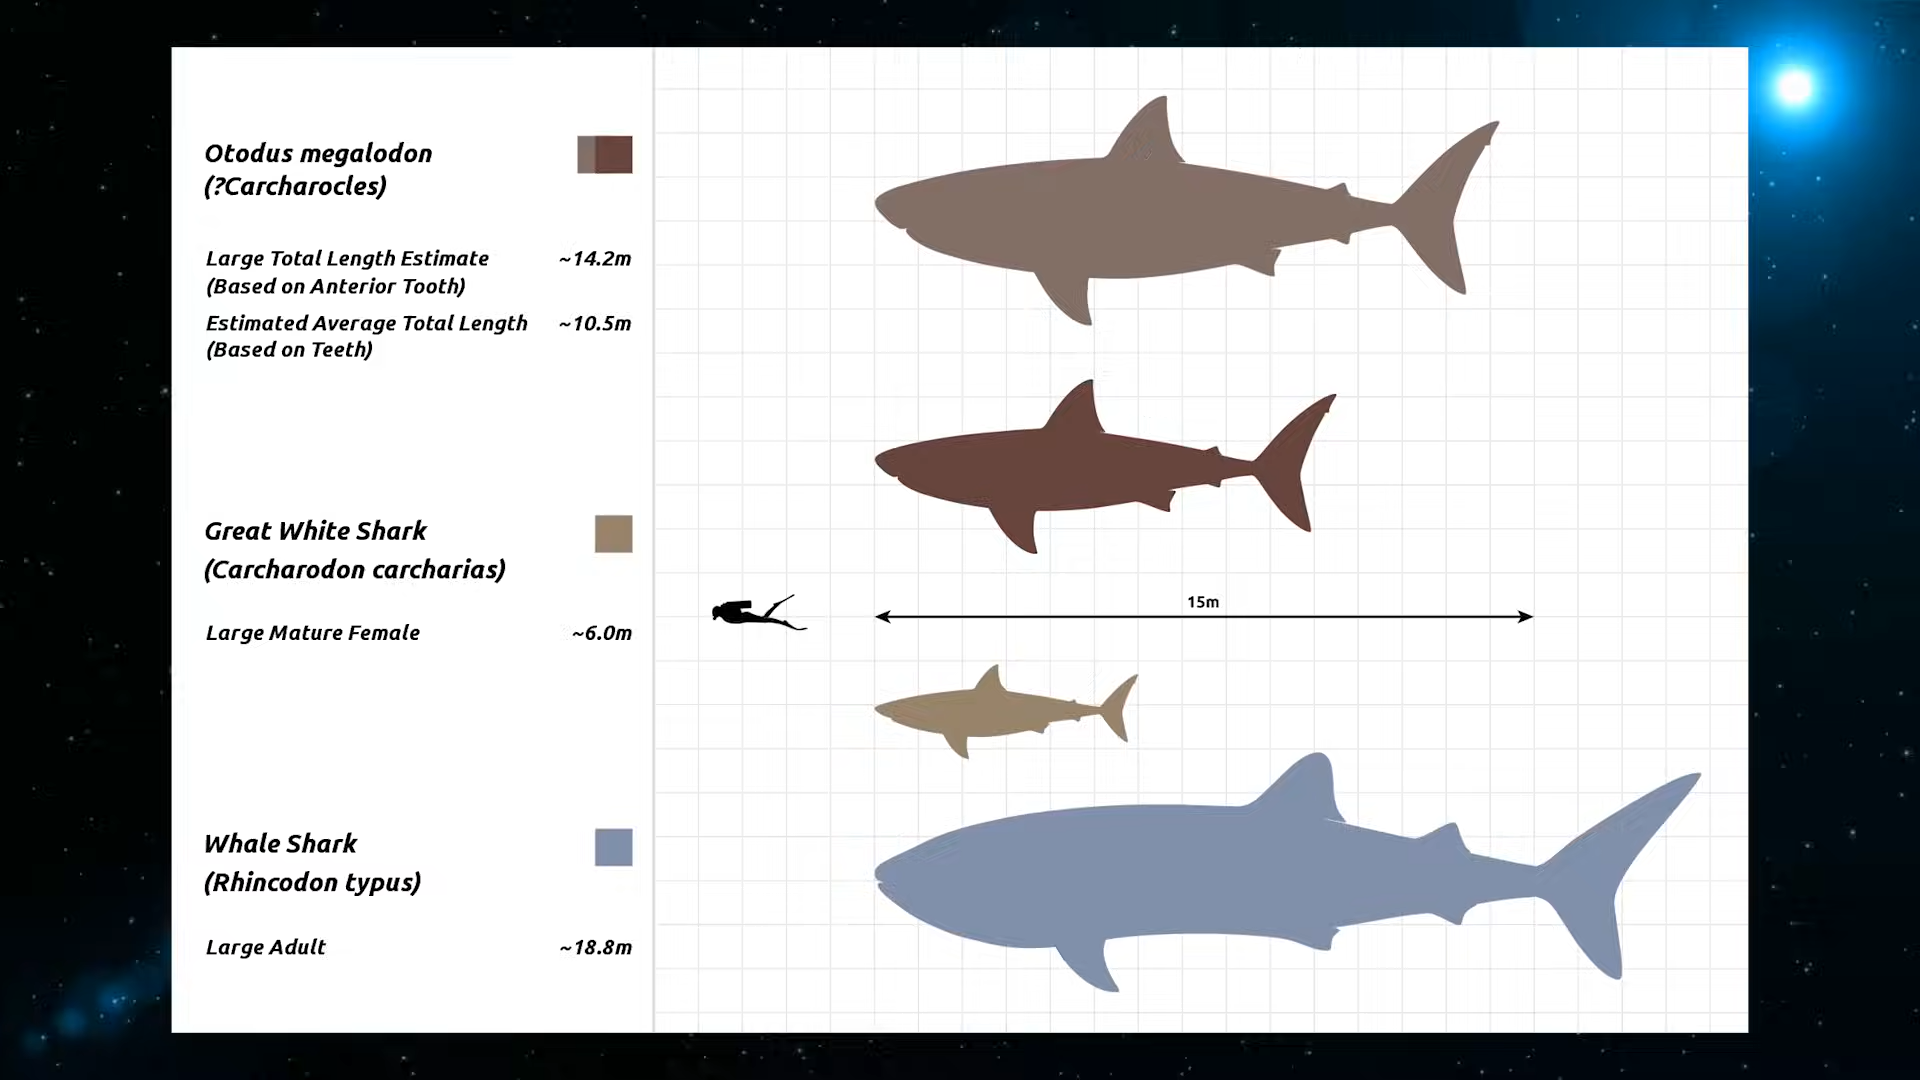 Otodus megalodon
(?Carcharocles)
Large Total Length Estimate ~14.2m
(Based on Anterior Tooth)
Estimated Average Total Length ~10.5m
(Based on Teeth)
Great White Shark
(Carcharodon carcharias)
15m
Large Mature Female ~6.0m
Whale Shark
(Rhincodon typus)
Large Adult ~18.8m